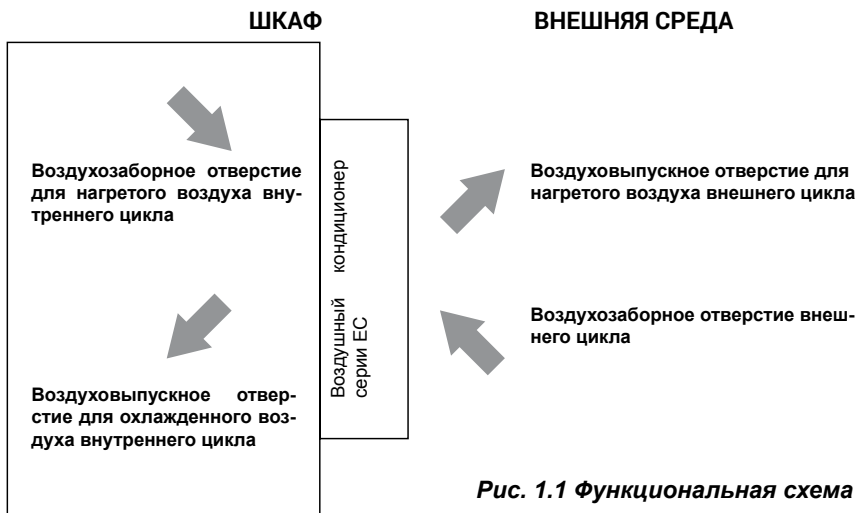 ШКАФ
ВНЕШНЯЯ СРЕДА
Воздухозаборное отверстие
для нагретого воздуха вну-
треннего цикла
Воздуховыпускное отвер-
стие для охлажденного воз-
духа внутреннего цикла
Воздушный кондиционер
серии ЕС
Воздуховыпускное отверстие для
нагретого воздуха внешнего цикла
Воздухозаборное отверстие внеш-
него цикла
Рис. 1.1 Функциональная схема